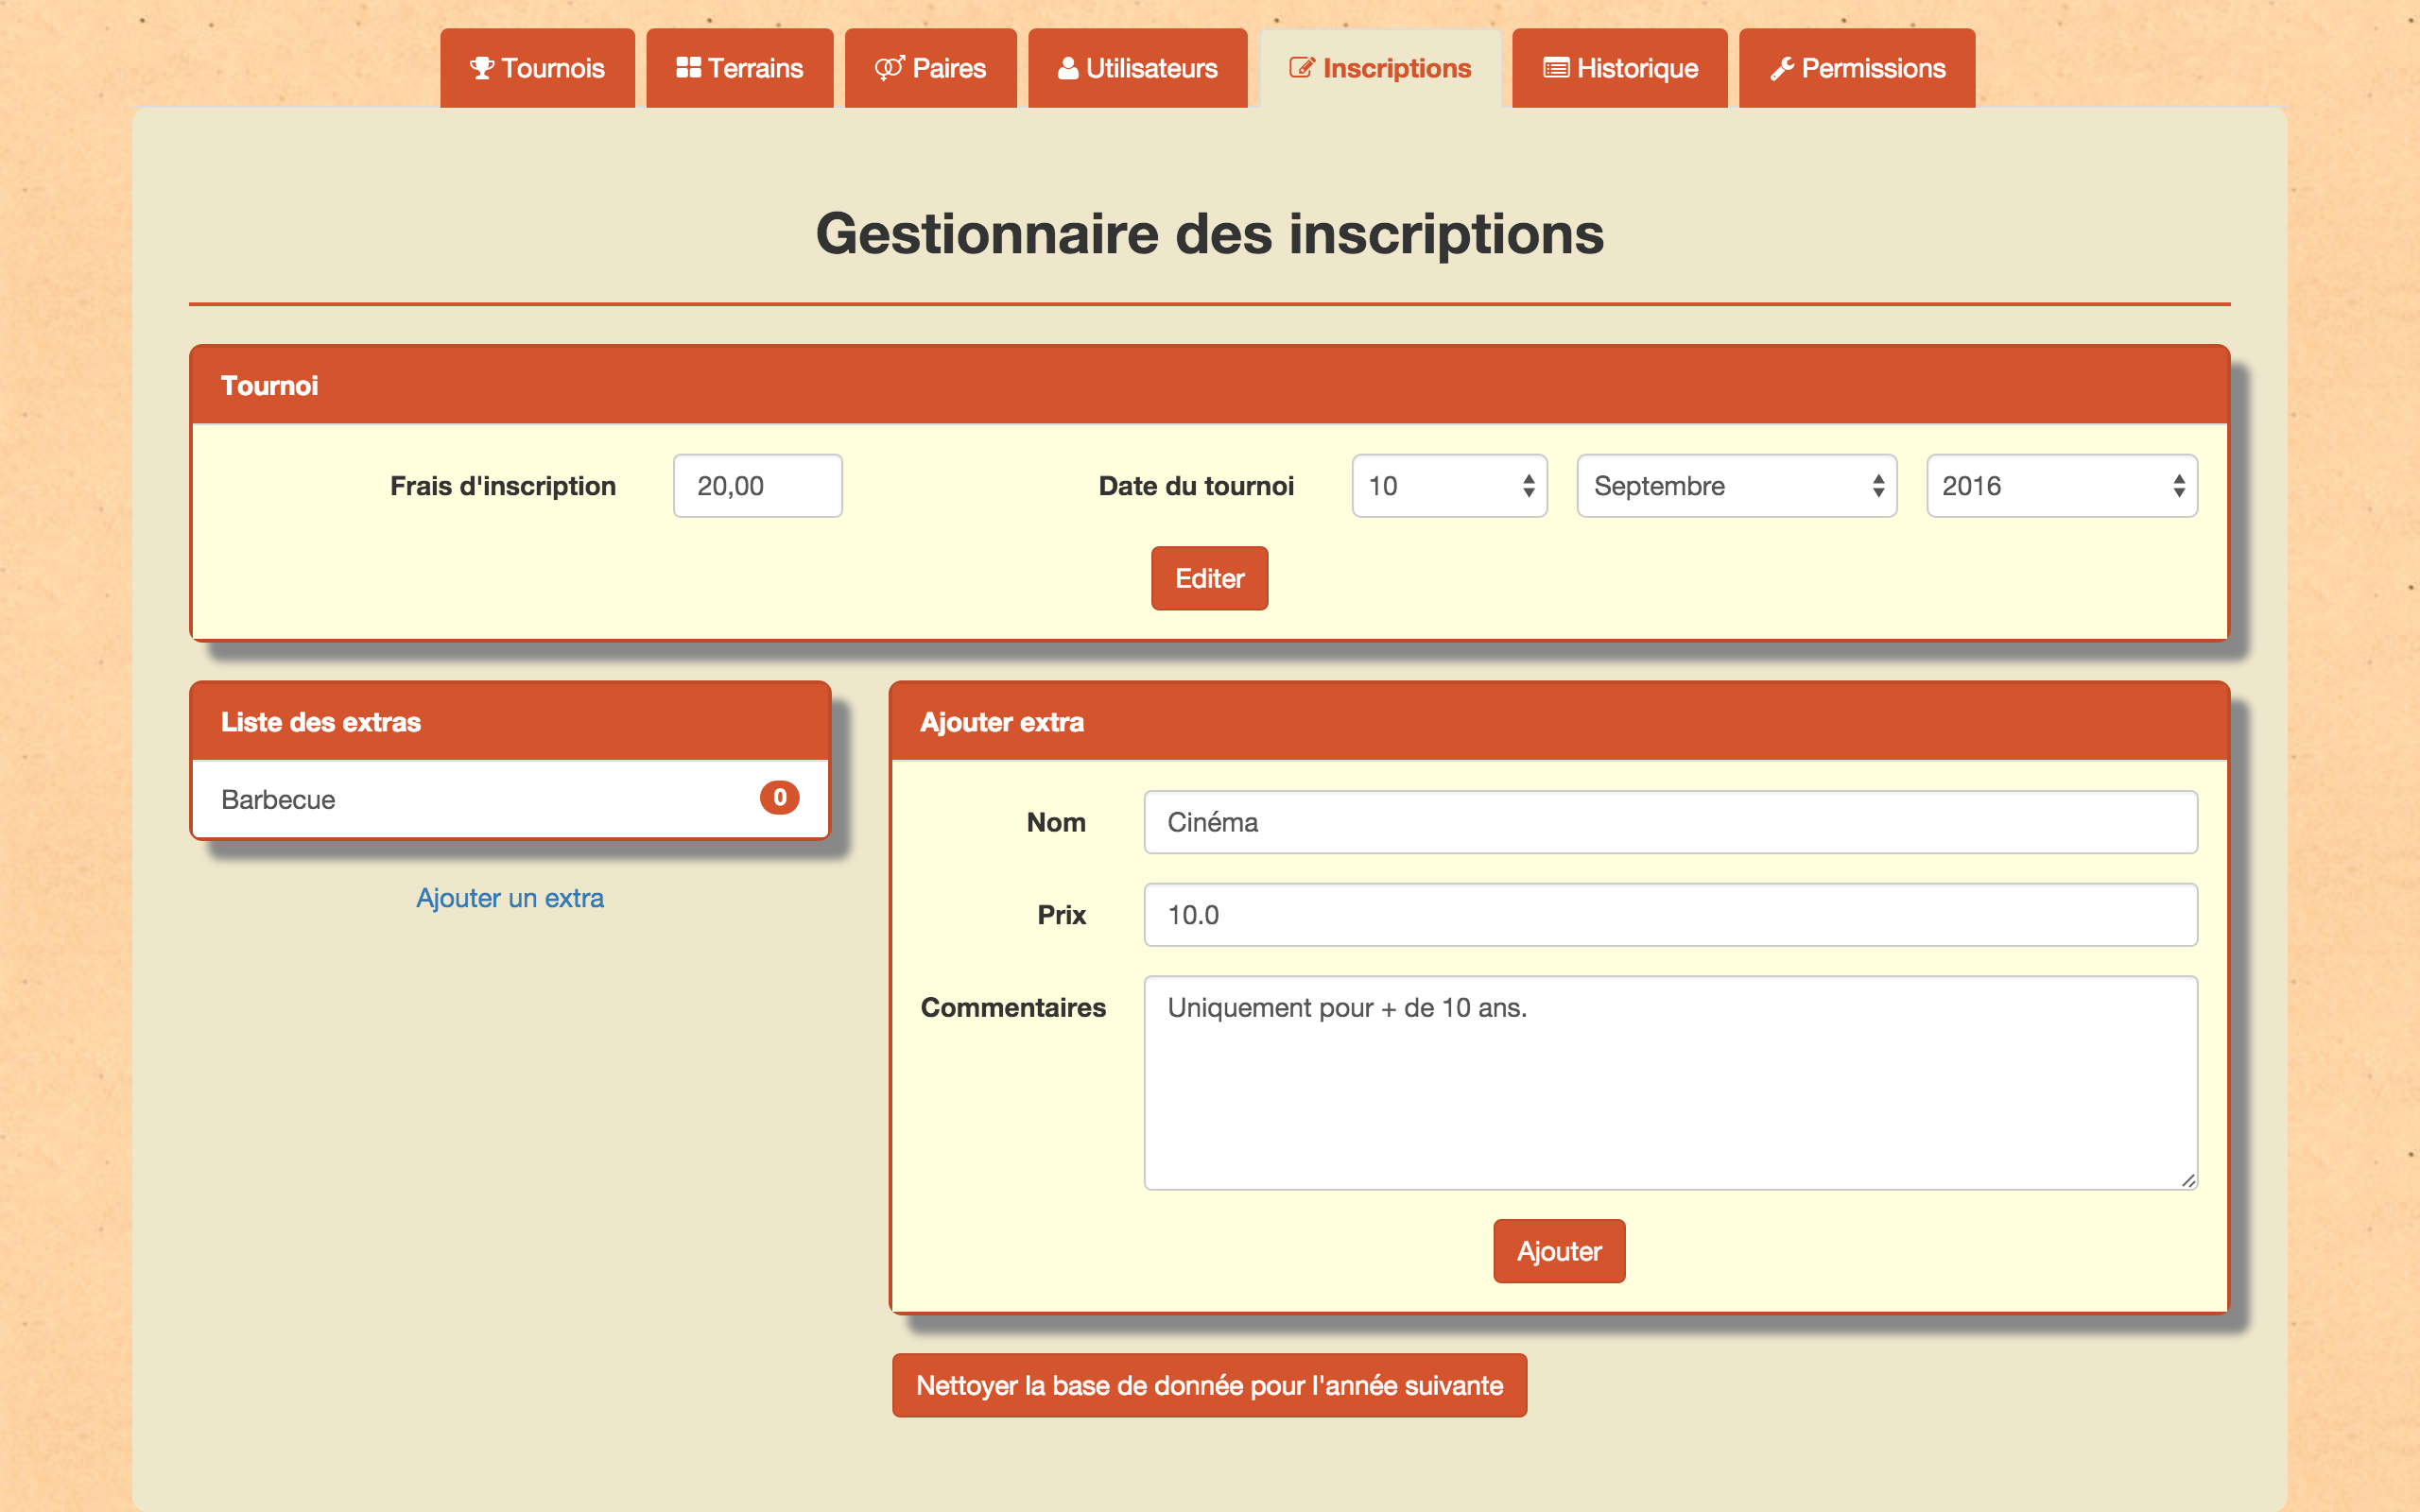 Tournois Terrains Paires Utilisateurs Inscriptions Historique Permissions
Gestionnaire des inscriptions
Tournoi
Frais d'inscription 20,00 Date du tournoi 10 Septembre 2016
Editer
Liste des extras
Barbecue 0
Ajouter un extra
Ajouter extra
Nom Cinéma
Prix 10.0
Commentaires Uniquement pour + de 10 ans.
Ajouter
Nettoyer la base de donnée pour l'année suivante